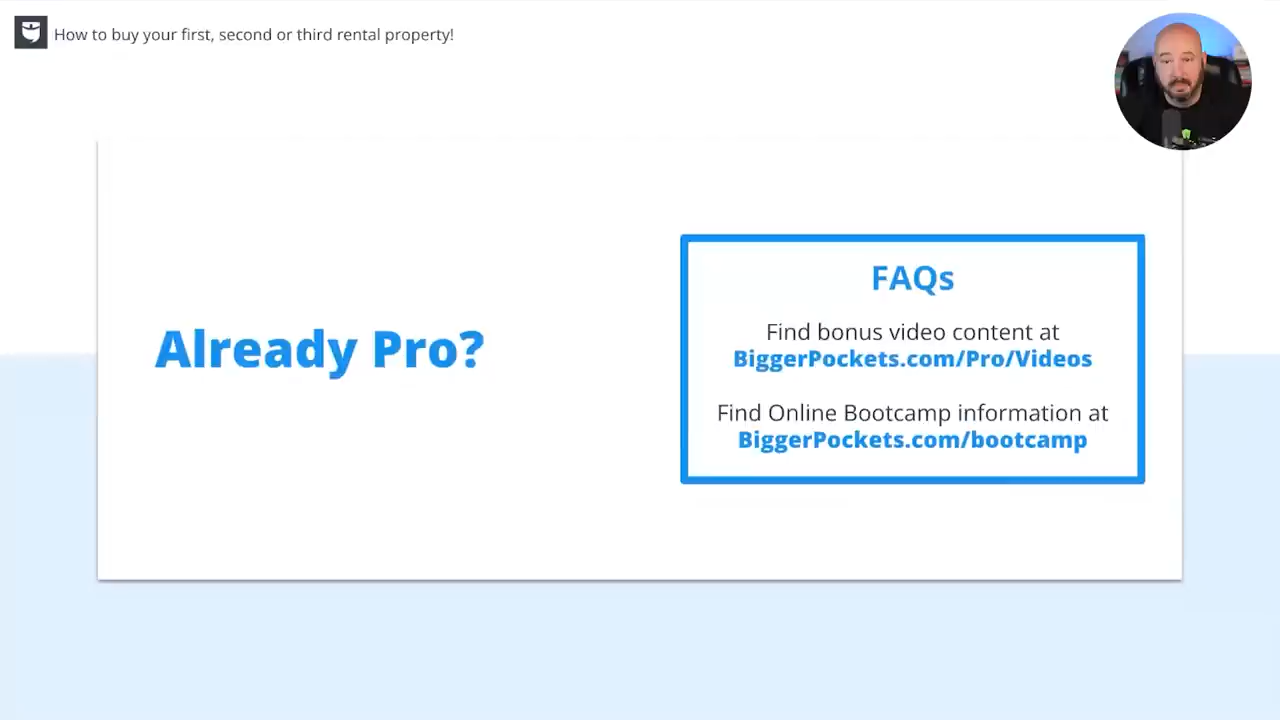 How to buy your first, second or third rental property!
Already Pro?
FAQs
Find bonus video content at
BiggerPockets.com/Pro/Videos
Find Online Bootcamp information at
BiggerPockets.com/bootcamp